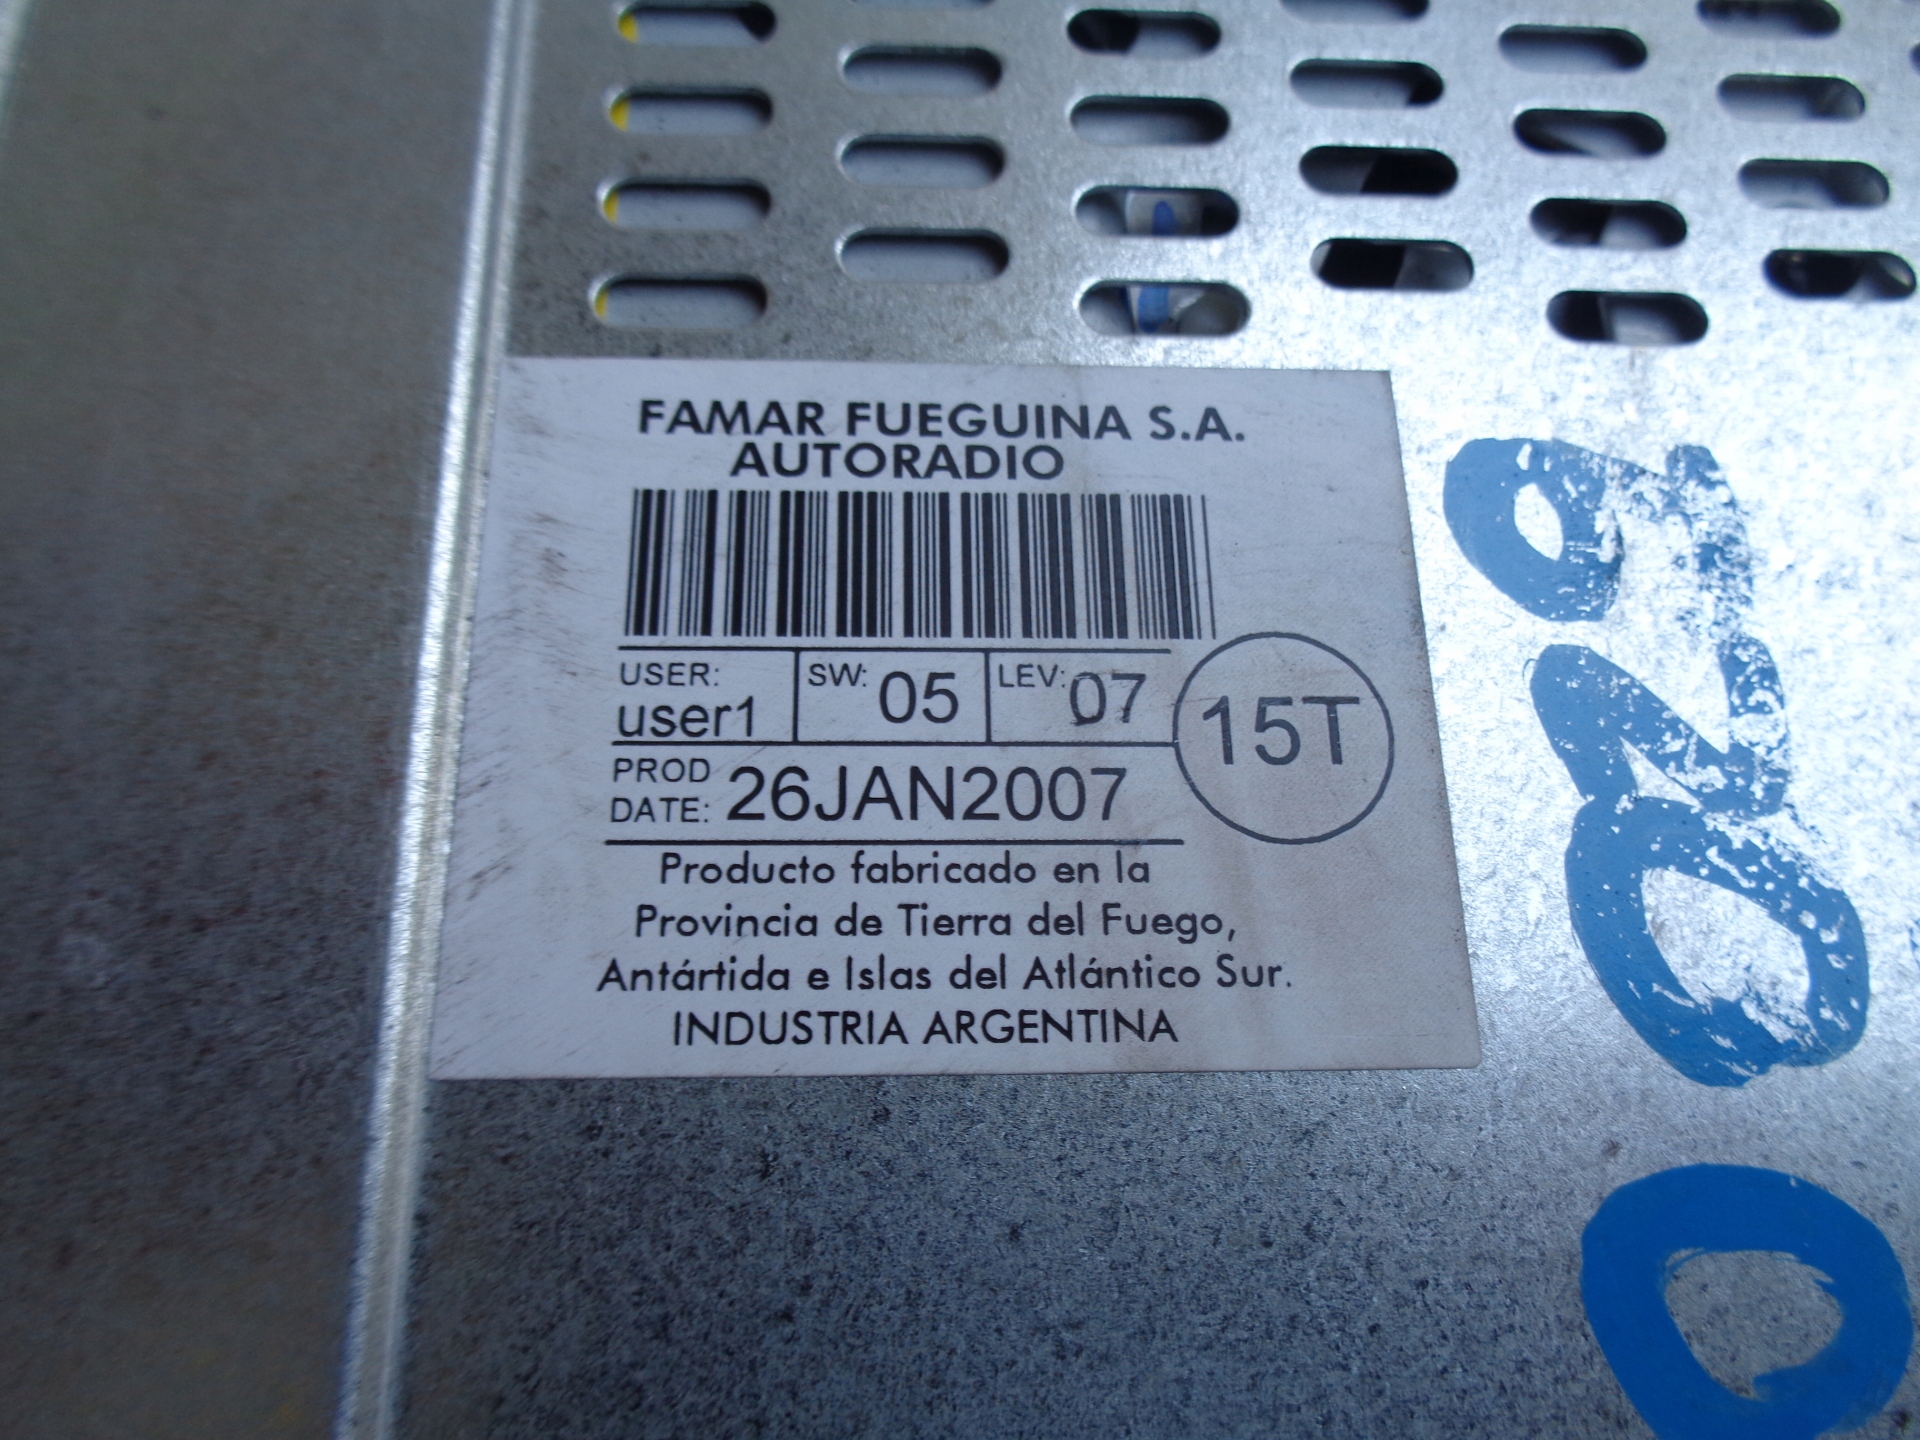 FAMAR FUEGUINA S.A.
AUTORADIO
USER: user1 SW: 05 LEV: 07 15T
PROD DATE: 26JAN2007
Producto fabricado en la
Provincia de Tierra del Fuego,
Antártida e Islas del Atlántico Sur.
INDUSTRIA ARGENTINA